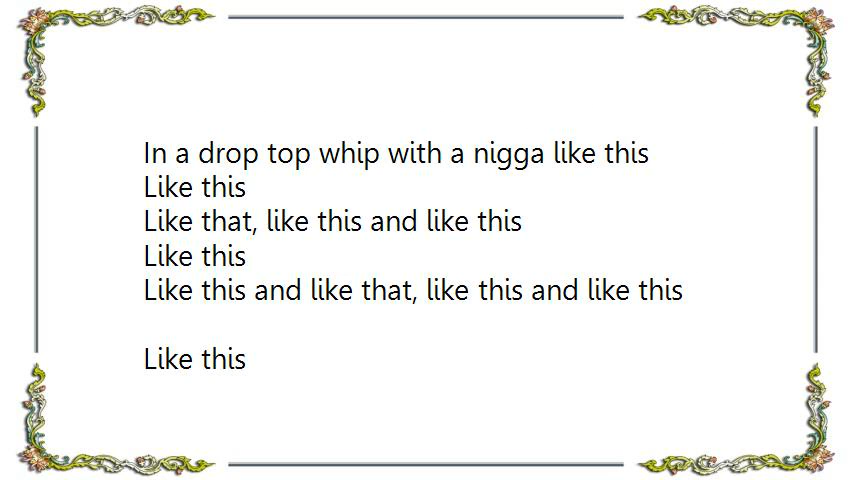 In a drop top whip with a nigga like this
Like this
Like that, like this and like this
Like this
Like this and like that, like this and like this
Like this